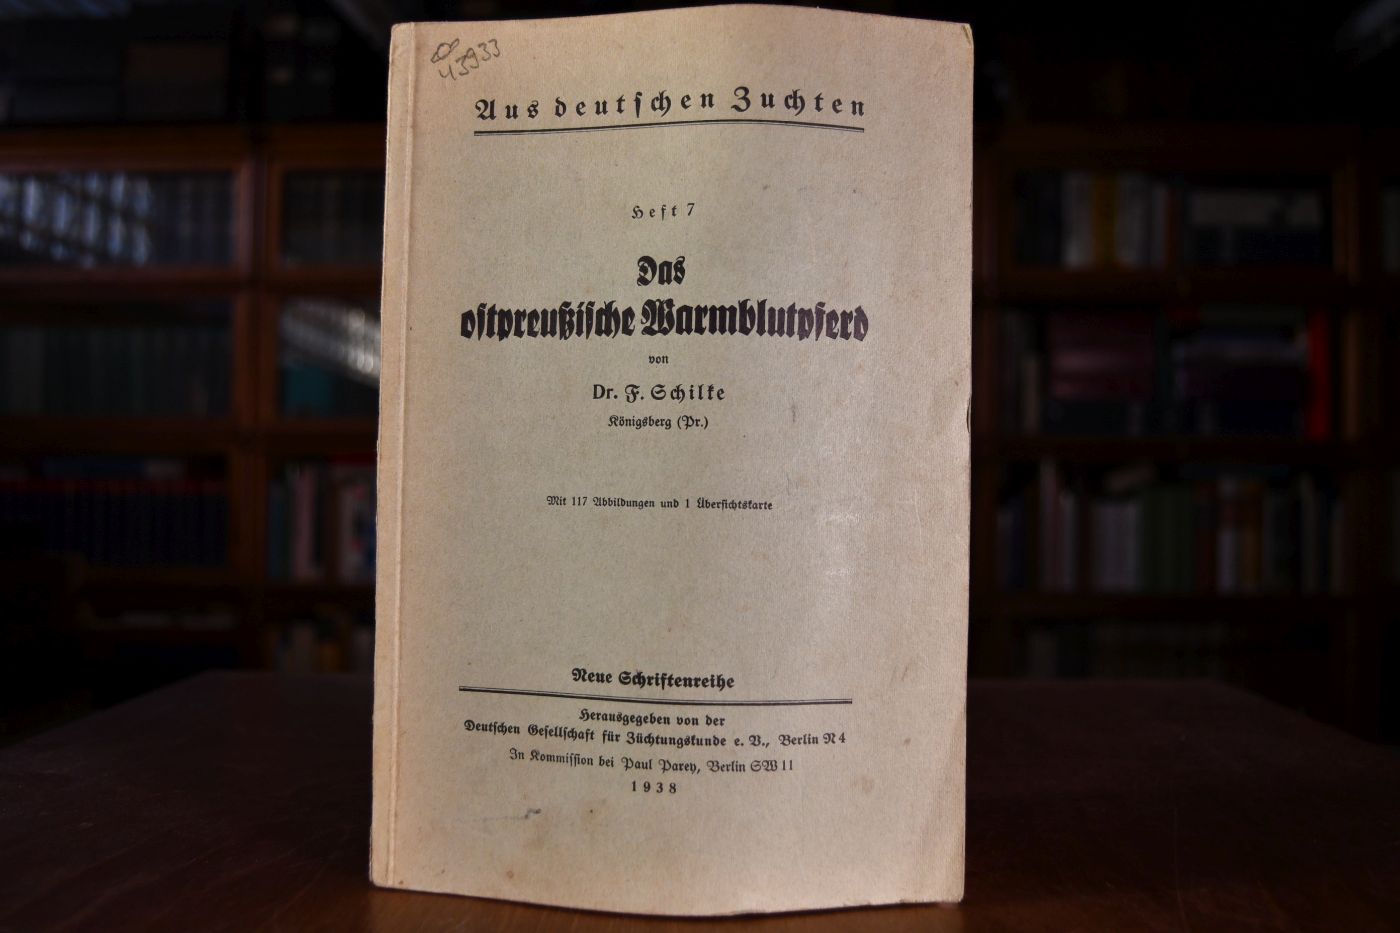 43933
Aus deutschen Zuchten
Heft 7
Das
ostpreußische Warmblutpferd
von
Dr. F. Schilke
Königsberg (Pr.)
Mit 117 Abbildungen und 1 Übersichtskarte
Neue Schriftenreihe
Herausgegeben von der
Deutschen Gesellschaft für Züchtungskunde e. V., Berlin N 4
In Kommission bei Paul Parey, Berlin SW 11
1938